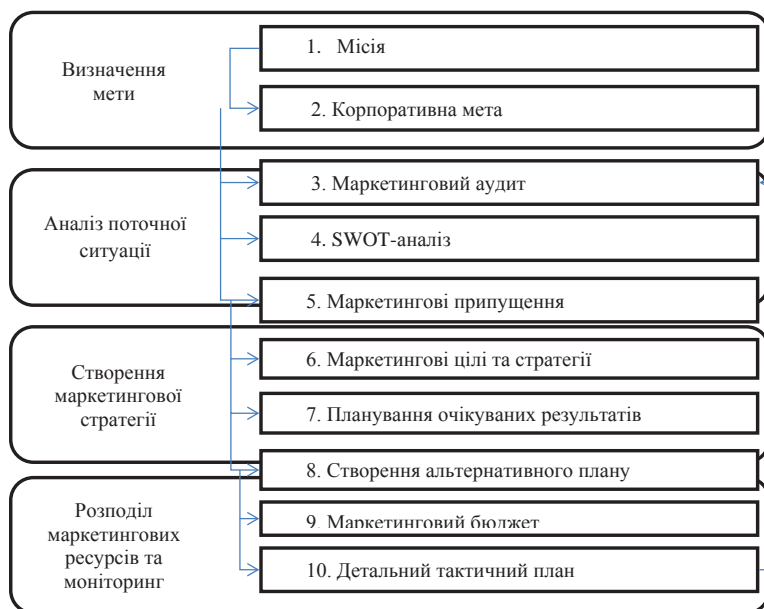 Визначення
мети
1. Місія
2. Корпоративна мета
Аналіз поточної
ситуації
3. Маркетинговий аудит
4. SWOT-аналіз
5. Маркетингові припущення
Створення
маркетингової
стратегії
6. Маркетингові цілі та стратегії
7. Планування очікуваних результатів
8. Створення альтернативного плану
Розподіл
маркетингових
ресурсів та
моніторинг
9. Маркетинговий бюджет
10. Детальний тактичний план